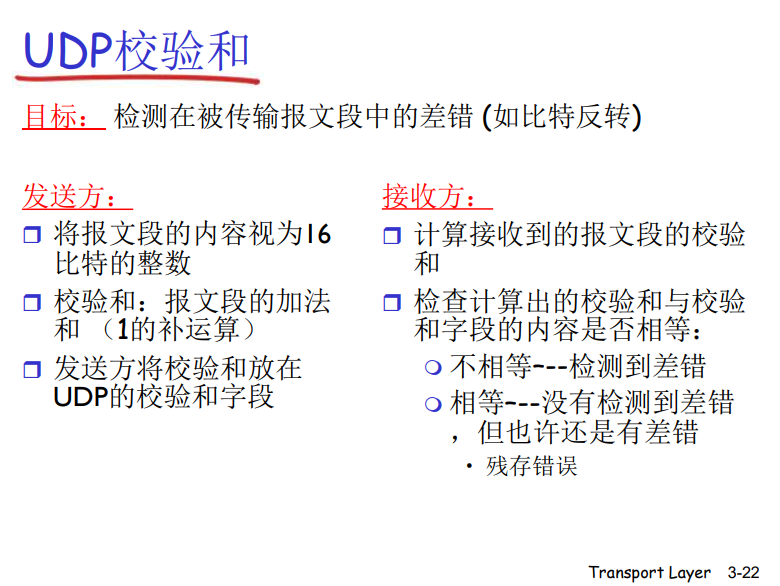 UDP校验和
目标： 检测在被传输报文段中的差错 (如比特反转)
发送方：
将报文段的内容视为16
比特的整数
校验和：报文段的加法
和 （1的补运算）
发送方将校验和放在
UDP的校验和字段
接收方：
计算接收到的报文段的校验
和
检查计算出的校验和与校验
和字段的内容是否相等：
不相等---检测到差错
相等---没有检测到差错
，但也许还是有差错
• 残存错误
Transport Layer 3-22